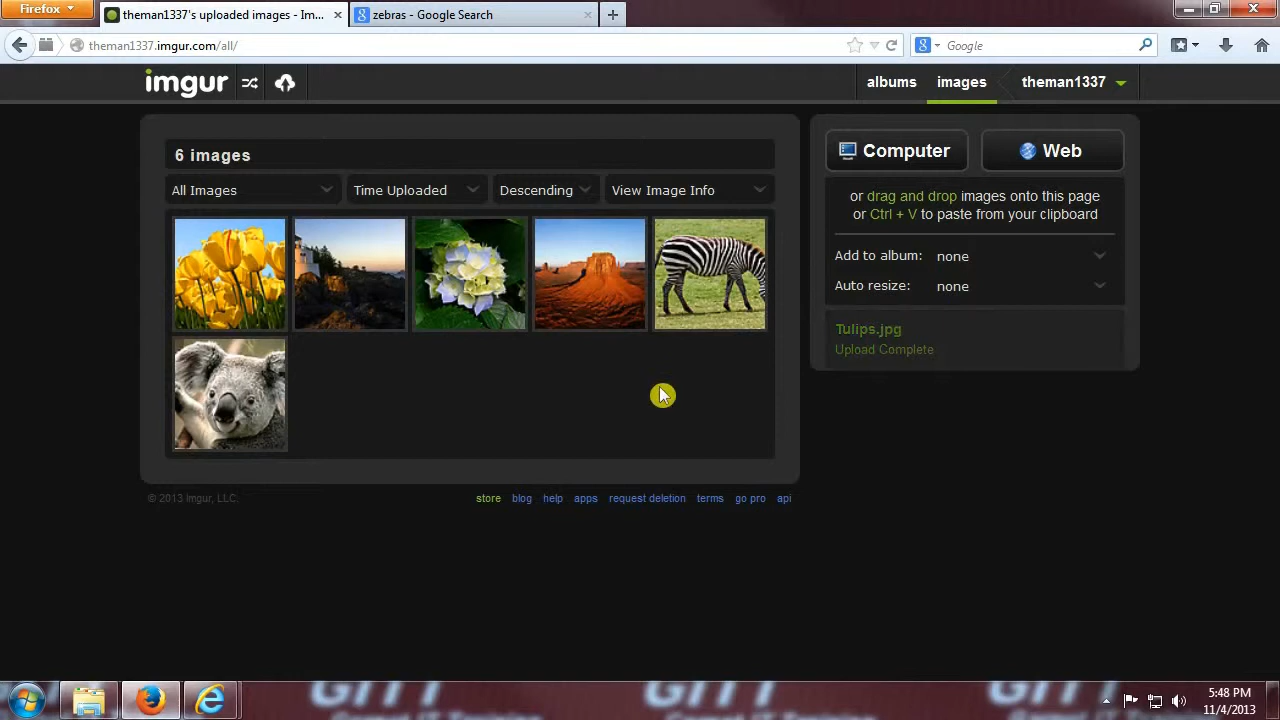 Firefox
theman1337's uploaded images - Im...
zebras - Google Search
theman1337.imgur.com/all/
Google
imgur
albums
images
theman1337
6 images
All Images
Time Uploaded
Descending
View Image Info
Computer
Web
or drag and drop images onto this page
or Ctrl + V to paste from your clipboard
Add to album: none
Auto resize: none
Tulips.jpg
Upload Complete
© 2013 Imgur, LLC.
store blog help apps request deletion terms go pro api
5:48 PM
11/4/2013